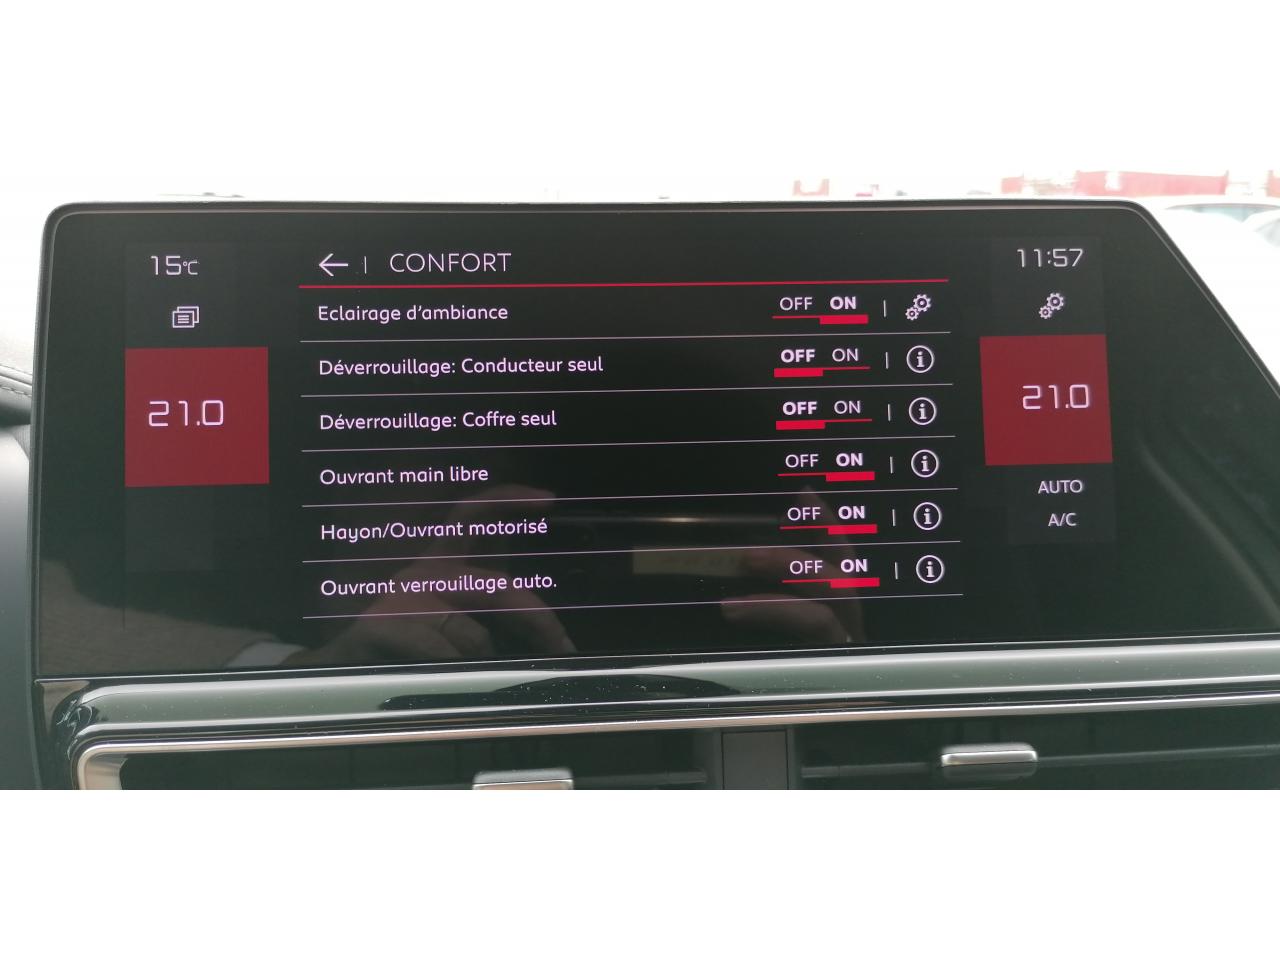 15°C
CONFORT
11:57
Eclairage d'ambiance OFF ON
21.0
Déverrouillage: Conducteur seul OFF ON
21.0
Déverrouillage: Coffre seul OFF ON
Ouvrant main libre OFF ON
AUTO
Hayon/Ouvrant motorisé OFF ON
A/C
Ouvrant verrouillage auto. OFF ON